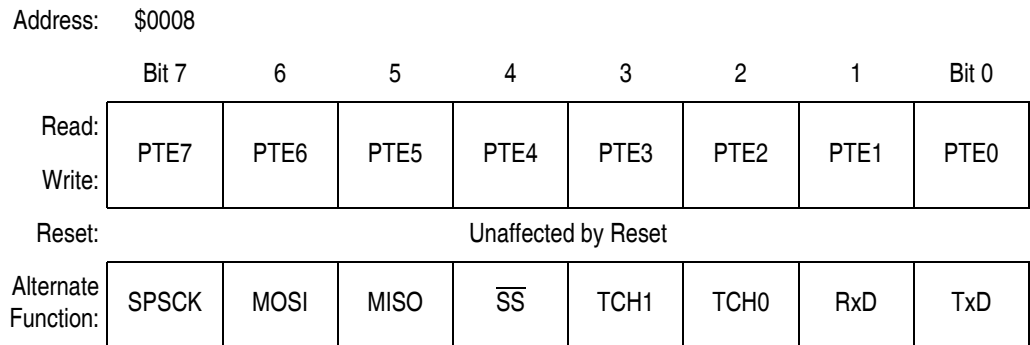 Address: $0008
Bit 7 6 5 4 3 2 1 Bit 0
Read:
PTE7 PTE6 PTE5 PTE4 PTE3 PTE2 PTE1 PTE0
Write:
Reset: Unaffected by Reset
Alternate
Function: SPSCK MOSI MISO S̅S̅ TCH1 TCH0 RxD TxD